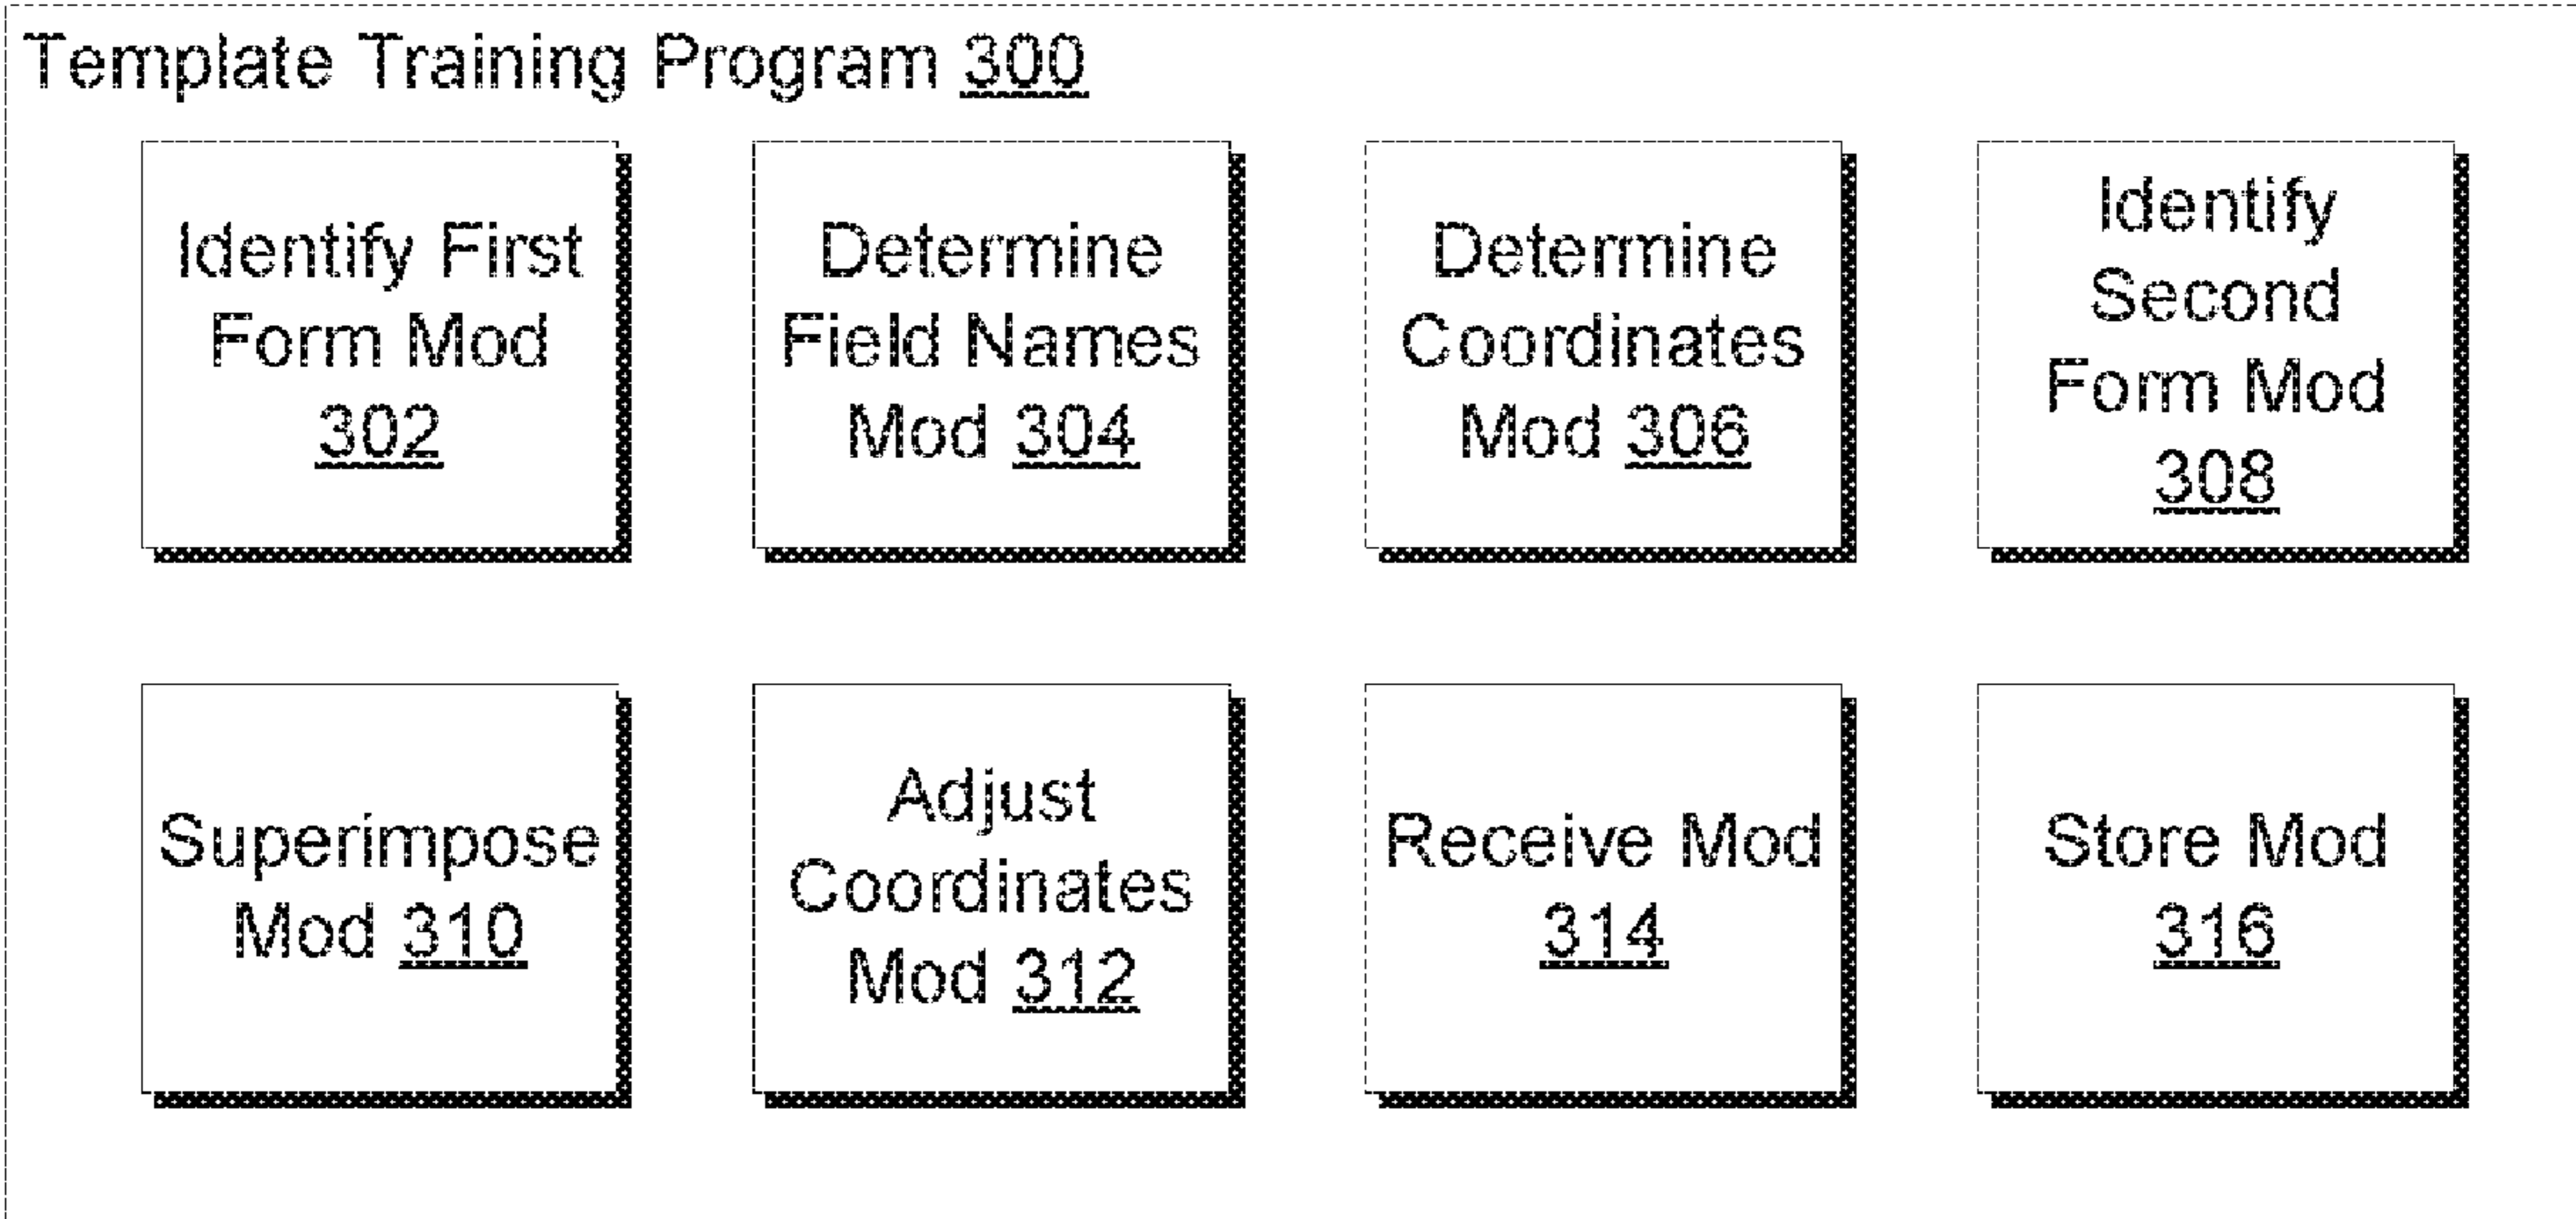 Template Training Program 300
Identify First
Form Mod
302
Determine
Field Names
Mod 304
Determine
Coordinates
Mod 306
Identify
Second
Form Mod
308
Superimpose
Mod 310
Adjust
Coordinates
Mod 312
Receive Mod
314
Store Mod
316